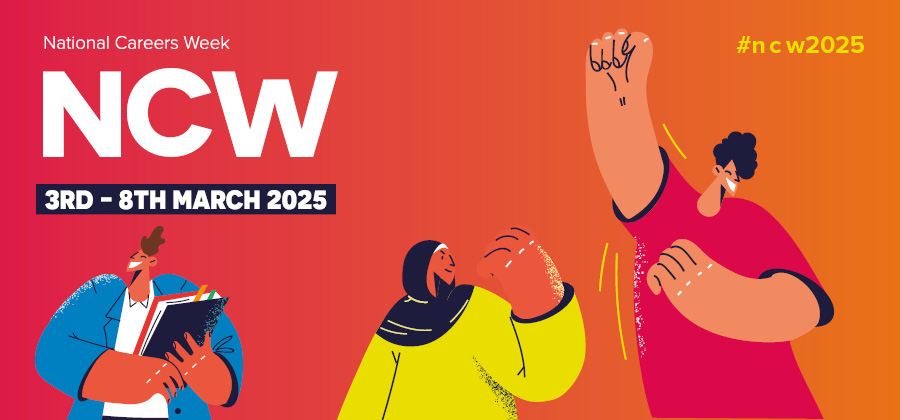 National Careers Week
NCW
3RD - 8TH MARCH 2025
#ncw2025